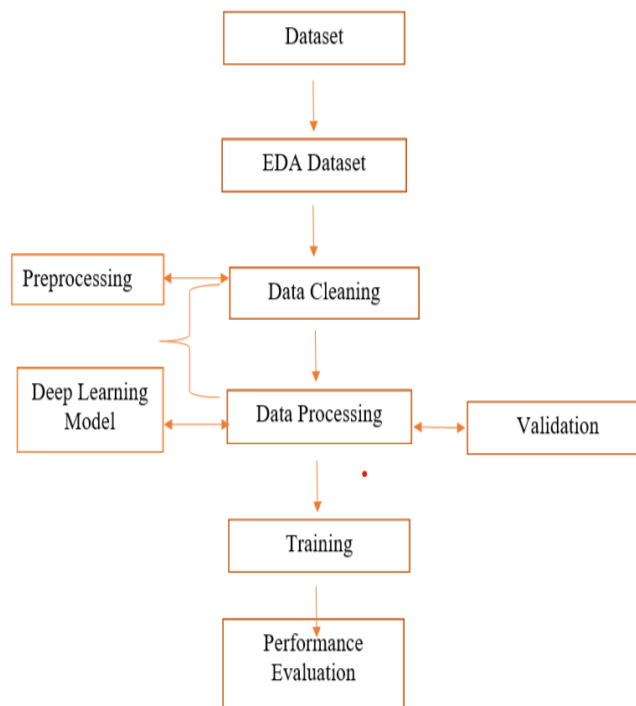 Dataset
EDA Dataset
Preprocessing
Data Cleaning
Deep Learning
Model
Data Processing
Validation
Training
Performance
Evaluation